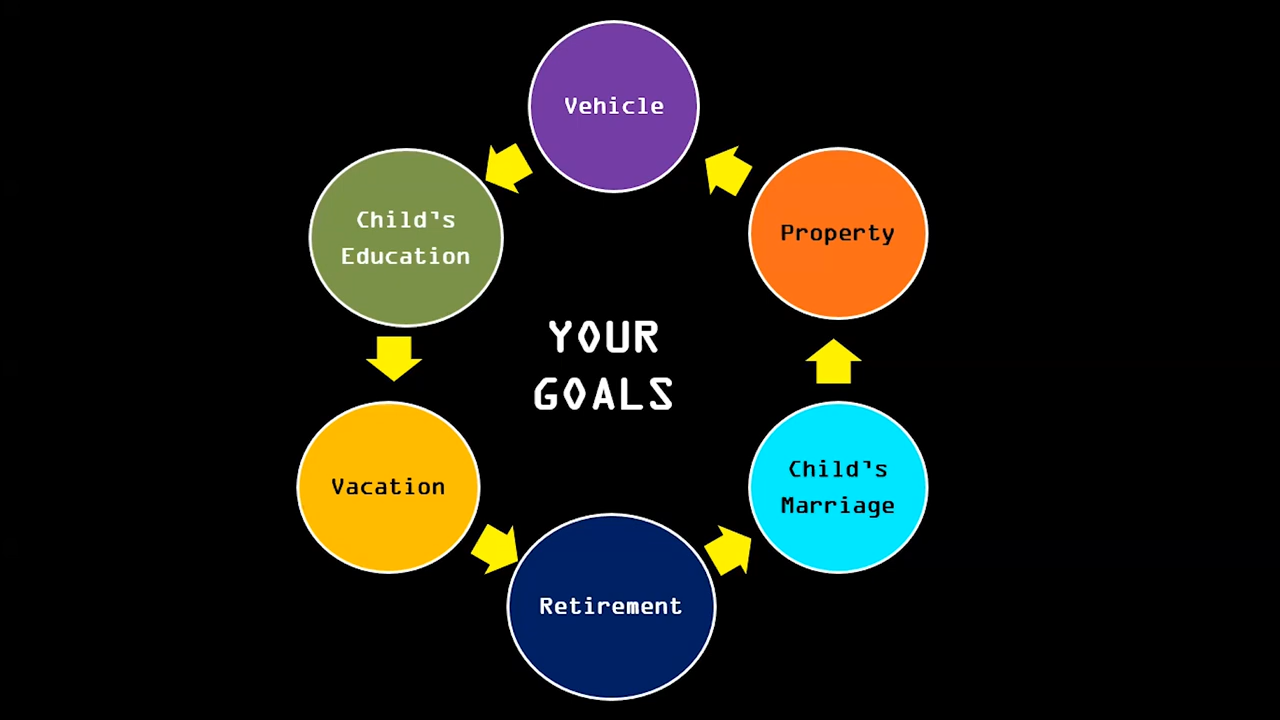 Vehicle
Child's
Education
Property
YOUR
GOALS
Vacation
Child's
Marriage
Retirement